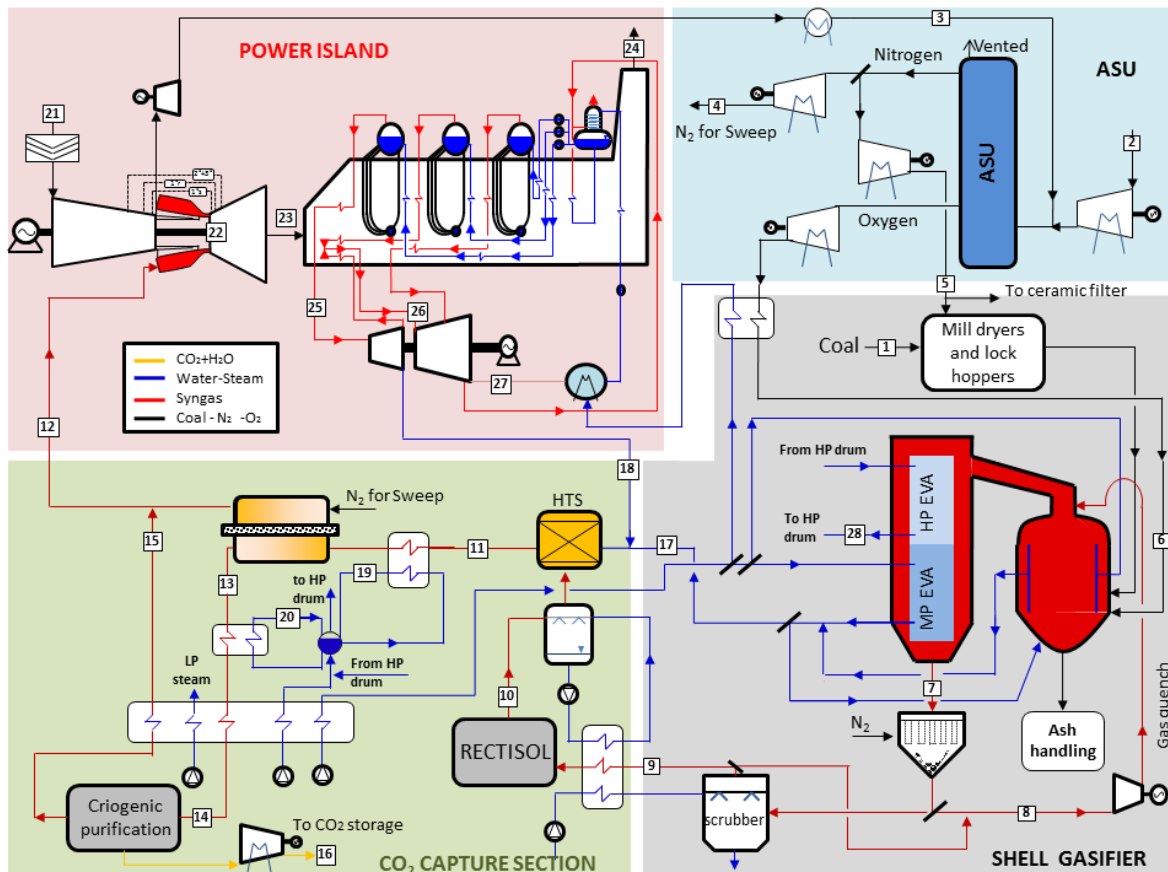 POWER ISLAND
24
21
22
23
25
26
27
CO₂+H₂O
Water-Steam
Syngas
Coal - N₂ -O₂
12
18
3
Nitrogen
Vented
ASU
4
N₂ for Sweep
2
ASU
Oxygen
5
To ceramic filter
Coal
1
Mill dryers
and lock
hoppers
From HP drum
HP EVA
To HP
drum
28
MP EVA
6
17
7
N₂
Ash
handling
Gas quench
8
scrubber
SHELL GASIFIER
N₂ for Sweep
HTS
15
11
13
19
to HP
drum
20
From HP
drum
LP
steam
10
RECTISOL
9
Criogenic
purification
14
To CO2 storage
16
CO₂ CAPTURE SECTION